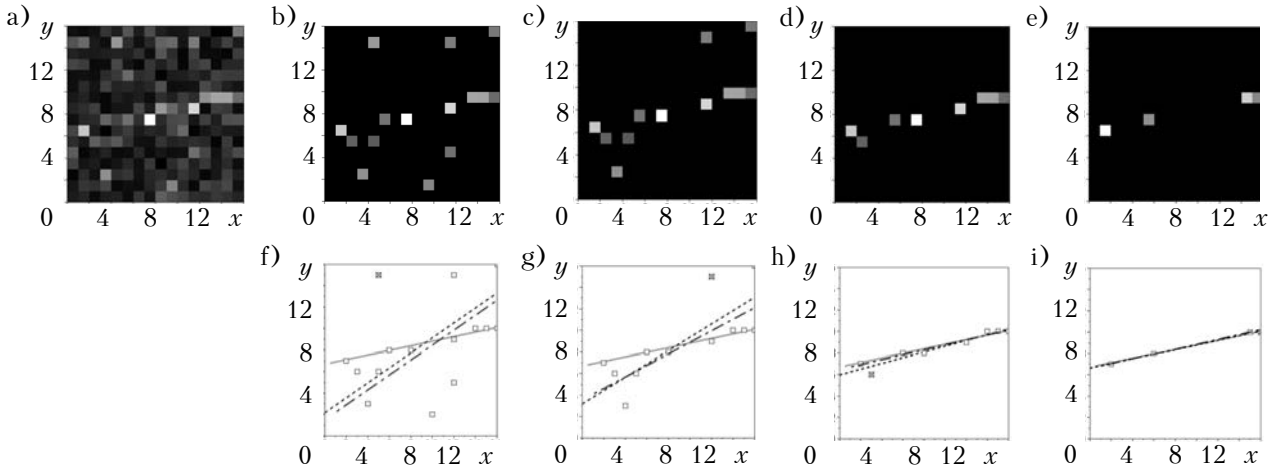 a) y 12 8 4 0 4 8 12 x
b) y 12 8 4 0 4 8 12 x
c) y 12 8 4 0 4 8 12 x
d) y 12 8 4 0 4 8 12 x
e) y 12 8 4 0 4 8 12 x
f) y 12 8 4 0 4 8 12 x
g) y 12 8 4 0 4 8 12 x
h) y 12 8 4 0 4 8 12 x
i) y 12 8 4 0 4 8 12 x